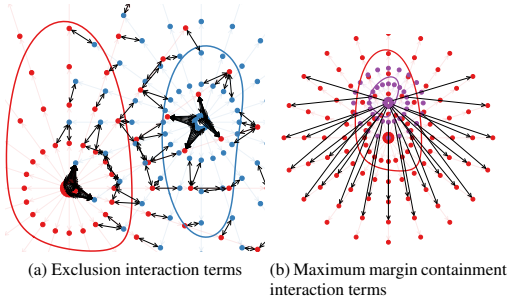 (a) Exclusion interaction terms
(b) Maximum margin containment
interaction terms